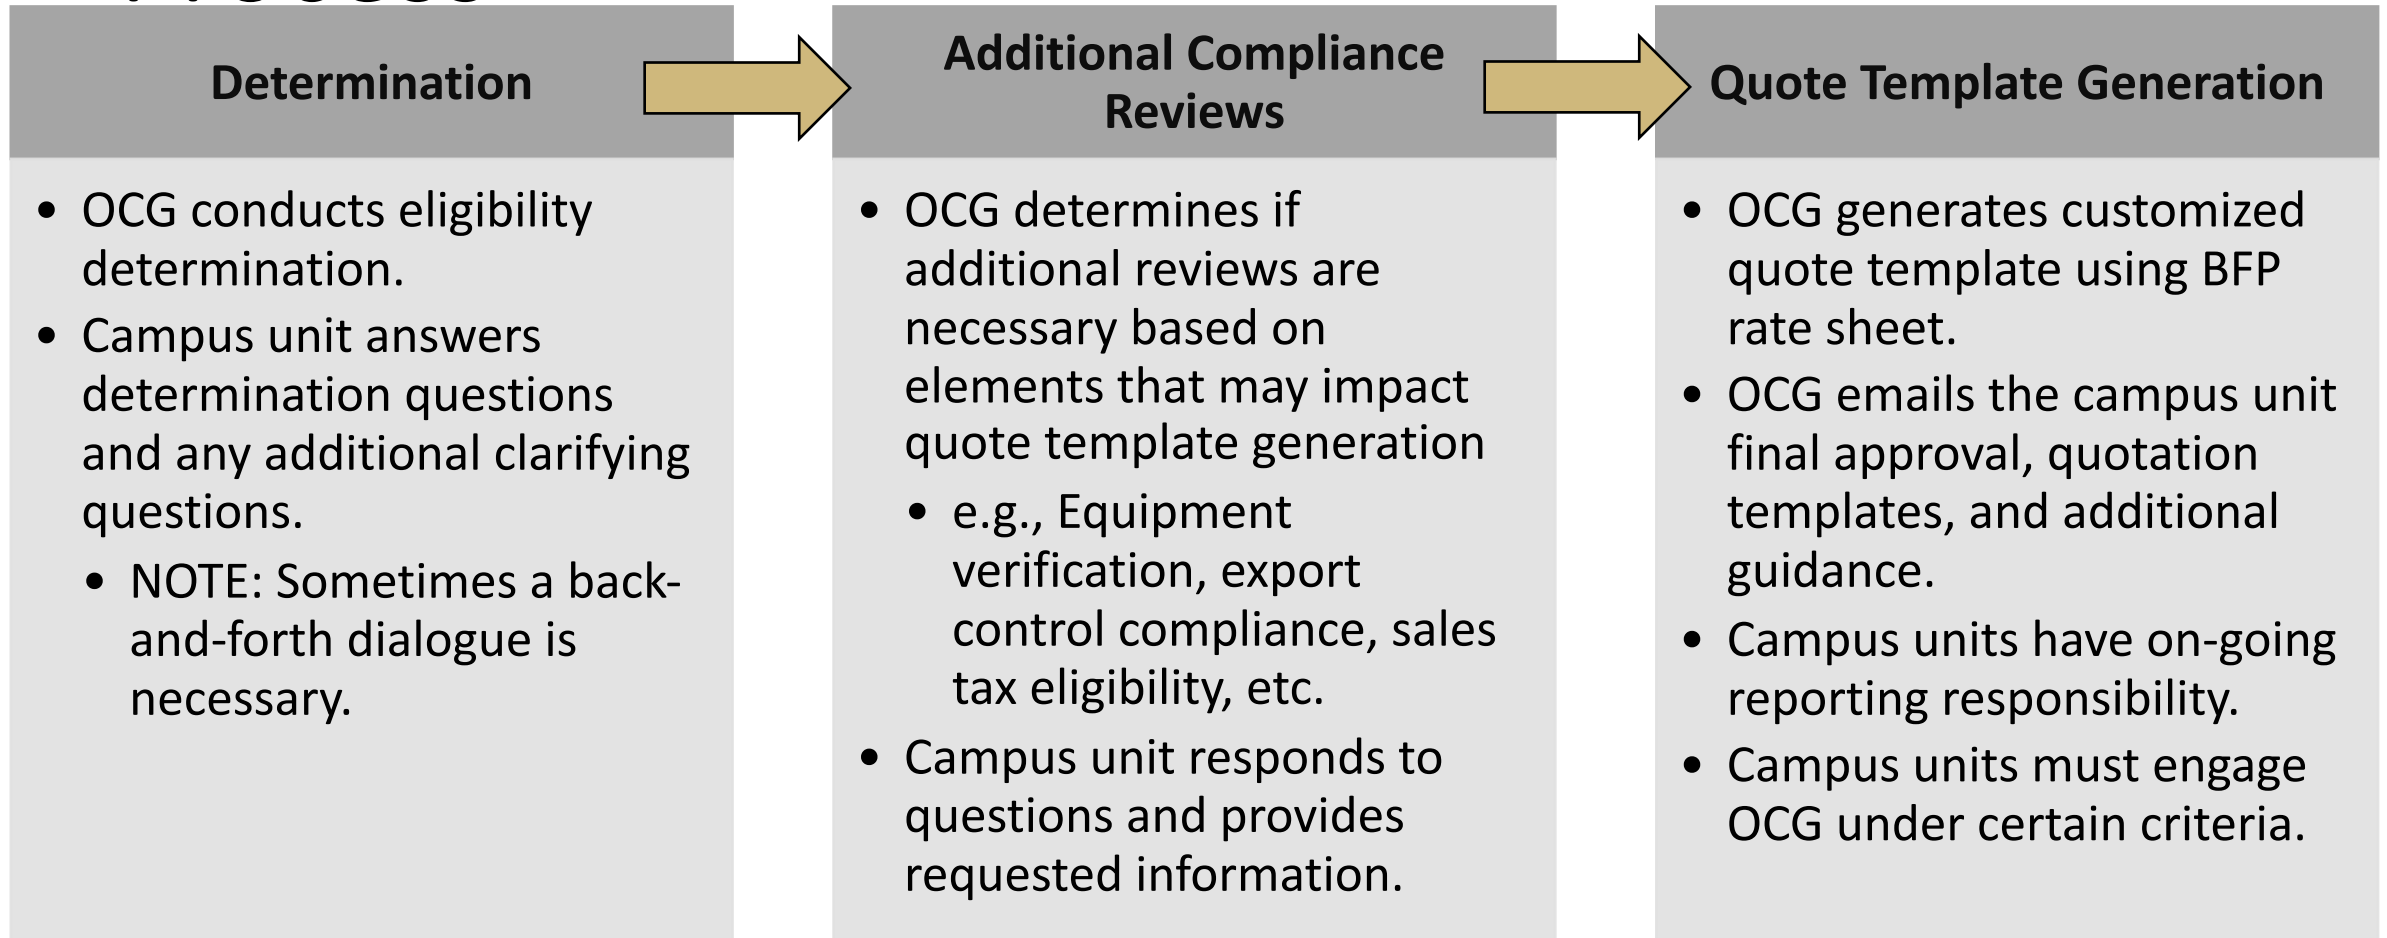 Determination
• OCG conducts eligibility
determination.
• Campus unit answers
determination questions
and any additional clarifying
questions.
• NOTE: Sometimes a back-
and-forth dialogue is
necessary.
Additional Compliance
Reviews
• OCG determines if
additional reviews are
necessary based on
elements that may impact
quote template generation
• e.g., Equipment
verification, export
control compliance, sales
tax eligibility, etc.
• Campus unit responds to
questions and provides
requested information.
Quote Template Generation
• OCG generates customized
quote template using BFP
rate sheet.
• OCG emails the campus unit
final approval, quotation
templates, and additional
guidance.
• Campus units have on-going
reporting responsibility.
• Campus units must engage
OCG under certain criteria.